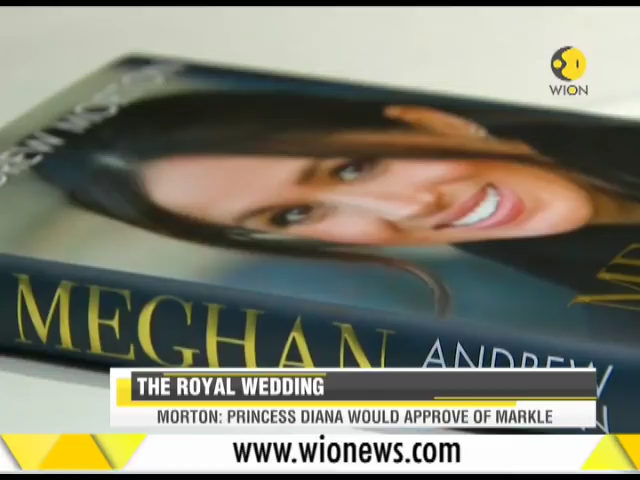 WION
MEGHAN
ANDREW
THE ROYAL WEDDING
MORTON: PRINCESS DIANA WOULD APPROVE OF MARKLE
www.wionews.com